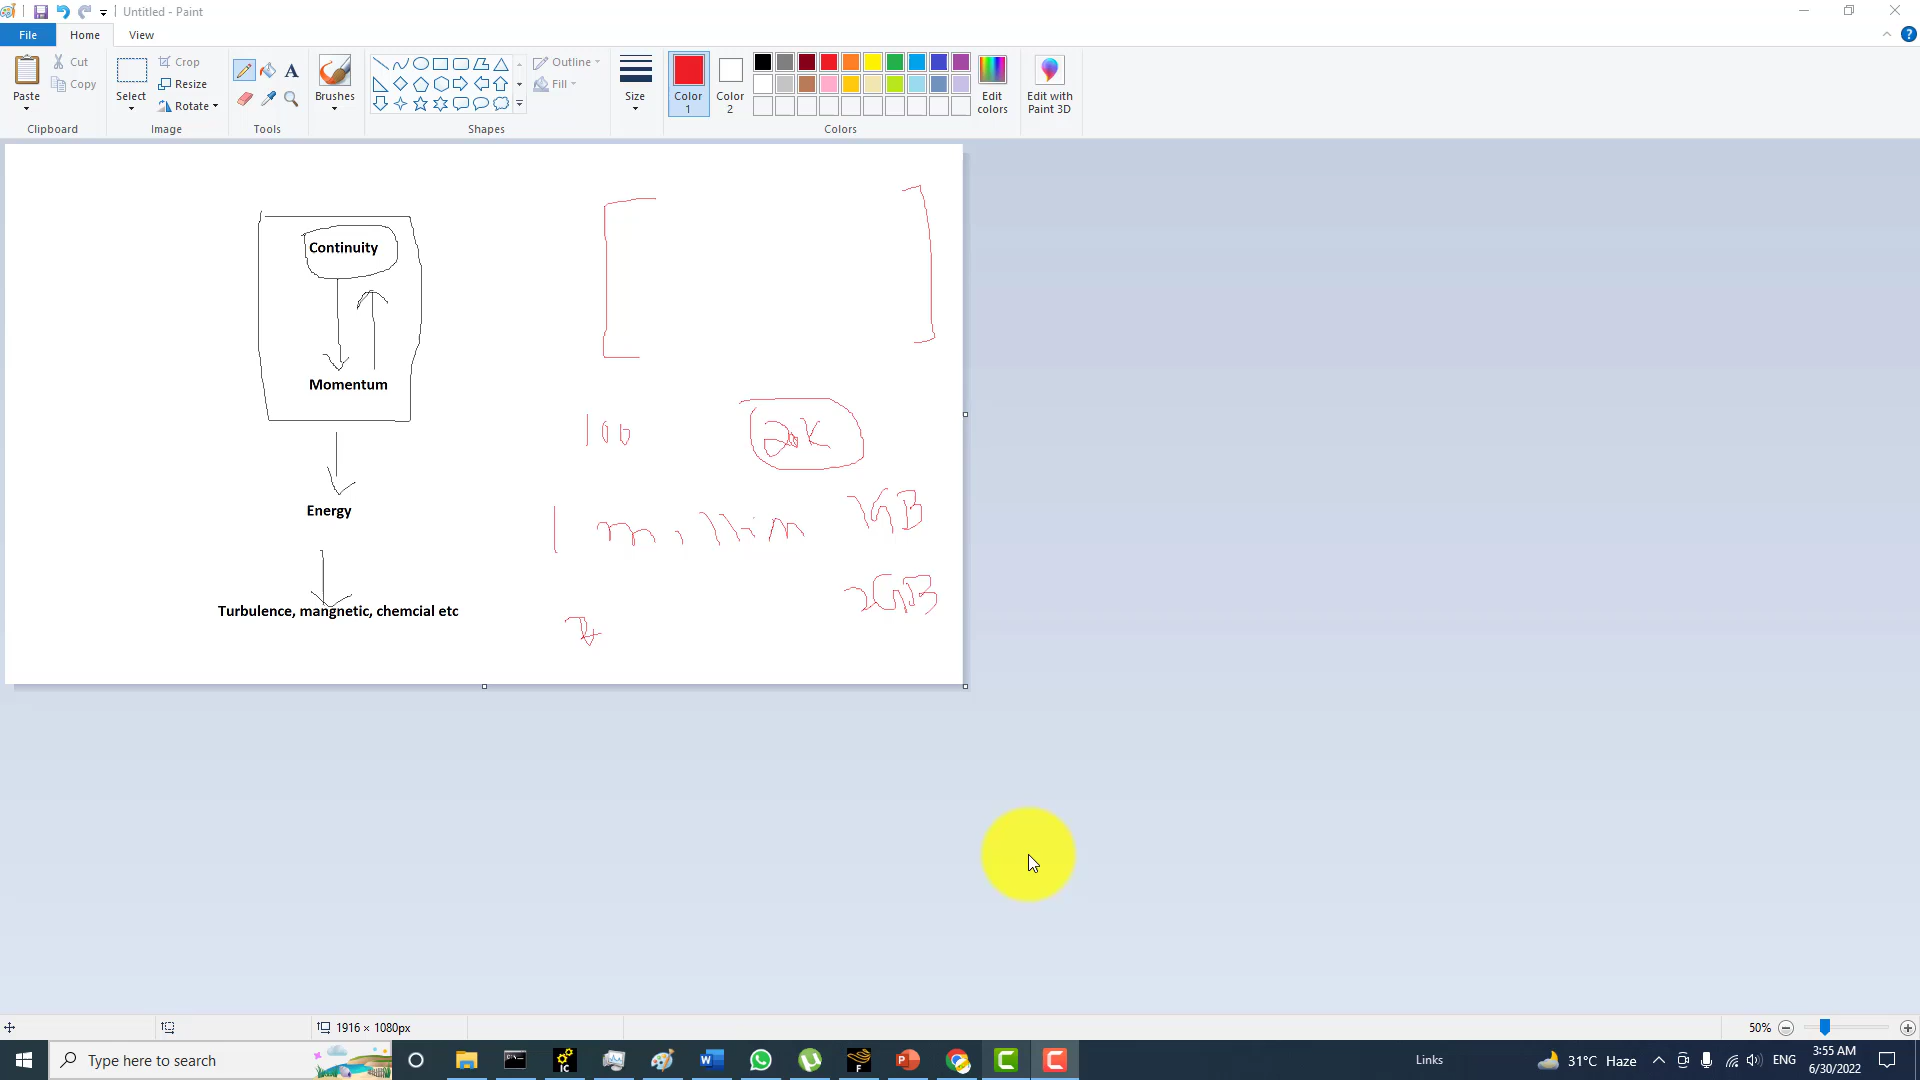 Untitled - Paint
File Home View
Paste
Cut
Copy
Clipboard
Select
Crop
Resize
Rotate
Image
Tools
Brushes
Shapes
Outline
Fill
Size
Color 1
Color 2
Edit colors
Edit with Paint 3D
Colors
Continuity
Momentum
Energy
Turbulence, mangnetic, chemcial etc
100
1 million
2GB
1916 × 1080px
50%
Type here to search
Links
31°C Haze
ENG
3:55 AM
6/30/2022